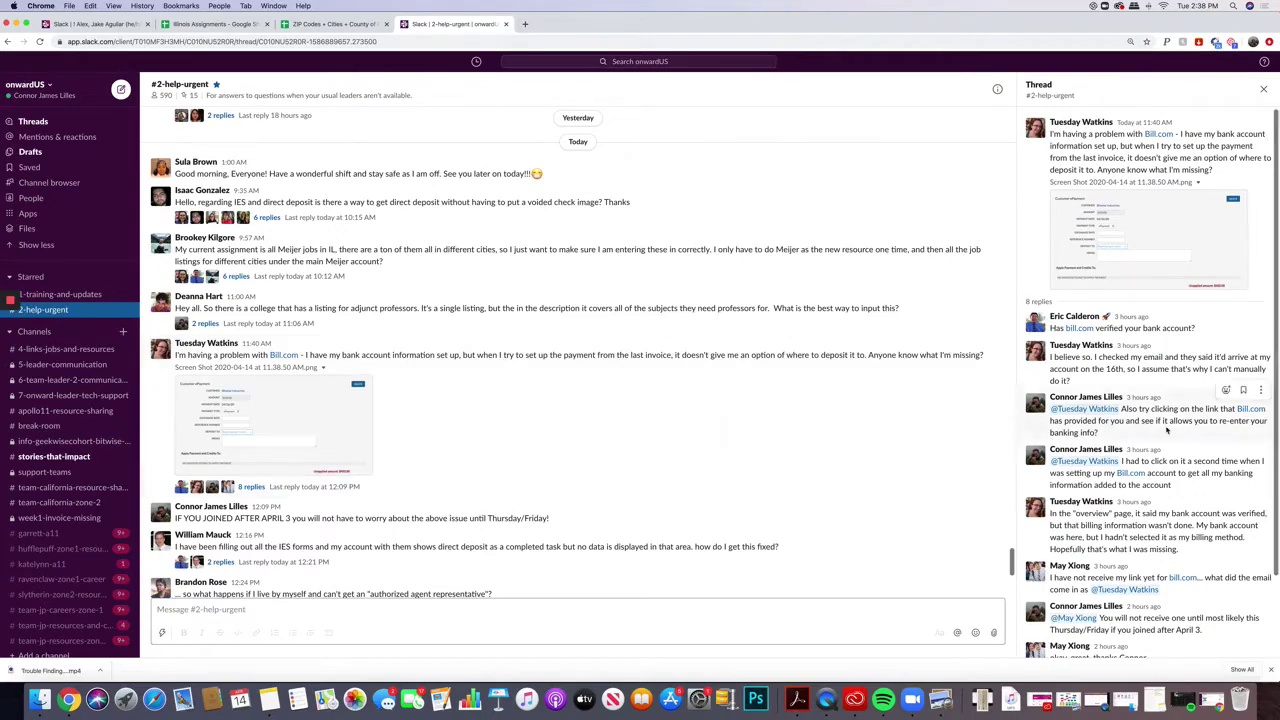 Chrome File Edit View History Bookmarks People Tab Window Help
Tue 2:38 PM
Slack | ! Alex, Jake Aguilar (he/h
Illinois Assignments - Google Sh
ZIP Codes + Cities + County of
Slack | 2-help-urgent | onwardUS
app.slack.com/client/T010MF3H3MH/C010NU52R0R/thread/C010NU52R0R-1586889657.273500
Search onwardUS
onwardUS
Connor James Lilles
Threads
Mentions & reactions
Drafts
Saved
Channel browser
People
Apps
Files
Show less
Starred
1-training-and-updates
2-help-urgent
Channels
# 4-links-jobs-and-resources
5-leader-communication
6-team-leader-2-communica...
7-onward-leader-tech-support
# apollo11-resource-sharing
# break-room
info-geekwisecohort-bitwise-...
# stories-that-impact
support-teams
# team-california-resource-sha...
# team-california-zone-2
week1-invoice-missing
# garrett-a11 9+
# hufflepuff-zone1-resou... 9+
# katelynn-a11 1
# ravenclaw-zone1-career 9+
# slytherin-zone2-resour... 9+
# team-jp-careers-zone-1 9+
# team-jp-resources-and-c... 4
# team-jp-resources-zon... 9+
Add a channel
#2-help-urgent
590 | 15 | For answers to questions when your usual leaders aren't available.
2 replies Last reply 18 hours ago
Yesterday
Today
Sula Brown 1:00 AM
Good morning, Everyone! Have a wonderful shift and stay safe as I am off. See you later on today!!!😊
Isaac Gonzalez 9:35 AM
Hello, regarding IES and direct deposit is there a way to get direct deposit without having to put a voided check image? Thanks
6 replies Last reply today at 10:15 AM
Brookey Kilgore 9:57 AM
My current assignment is all Meijer jobs in IL, there are a ton of them all in different cities, so I just want to make sure I am entering these in correctly. I only have to do Meijer as the new resource one time, and then all the job
listings for different cities under the main Meijer account?
6 replies Last reply today at 10:12 AM
Deanna Hart 11:00 AM
Hey all. So there is a college that has a listing for adjunct professors. It's a single listing, but the in the description it covers all of the subjects they need professors for. What is the best way to input this?
2 replies Last reply today at 11:06 AM
Tuesday Watkins 11:40 AM
I'm having a problem with Bill.com - I have my bank account information set up, but when I try to set up the payment from the last invoice, it doesn't give me an option of where to deposit it to. Anyone know what I'm missing?
Screen Shot 2020-04-14 at 11.38.50 AM.png
Customer ePayment
8 replies Last reply today at 12:09 PM
Connor James Lilles 12:09 PM
IF YOU JOINED AFTER APRIL 3 you will not have to worry about the above issue until Thursday/Friday!
William Mauck 12:16 PM
I have been filling out all the IES forms and my account with them shows direct deposit as a completed task but no data is displayed in that area. how do I get this fixed?
2 replies Last reply today at 12:21 PM
Brandon Rose 12:24 PM
... so what happens if I live by myself and can't get an "authorized agent representative"?
Message #2-help-urgent
Thread
#2-help-urgent
Tuesday Watkins Today at 11:40 AM
I'm having a problem with Bill.com - I have my bank account
information set up, but when I try to set up the payment
from the last invoice, it doesn't give me an option of where to
deposit it to. Anyone know what I'm missing?
Screen Shot 2020-04-14 at 11.38.50 AM.png
Customer ePayment
8 replies
Eric Calderon 🚀 3 hours ago
Has bill.com verified your bank account?
Tuesday Watkins 3 hours ago
I believe so. I checked my email and they said it'd arrive at my
account on the 16th, so I assume that's why I can't manually
do it?
Connor James Lilles 3 hours ago
@Tuesday Watkins Also try clicking on the link that Bill.com
has provided for you and see if it allows you to re-enter your
banking info?
Connor James Lilles 3 hours ago
@Tuesday Watkins I had to click on it a second time when I
was setting up my Bill.com account to get all my banking
information added to the account
Tuesday Watkins 3 hours ago
In the "overview" page, it said my bank account was verified,
but that billing information wasn't done. My bank account
was here, but I hadn't selected it as my billing method.
Hopefully that's what I was missing.
May Xiong 3 hours ago
I have not receive my link yet for bill.com... what did the email
come in as @Tuesday Watkins
Connor James Lilles 2 hours ago
@May Xiong You will not receive one until most likely this
Thursday/Friday if you joined after April 3.
May Xiong 2 hours ago
okay, great, thanks Connor
Trouble Finding....mp4
Show All